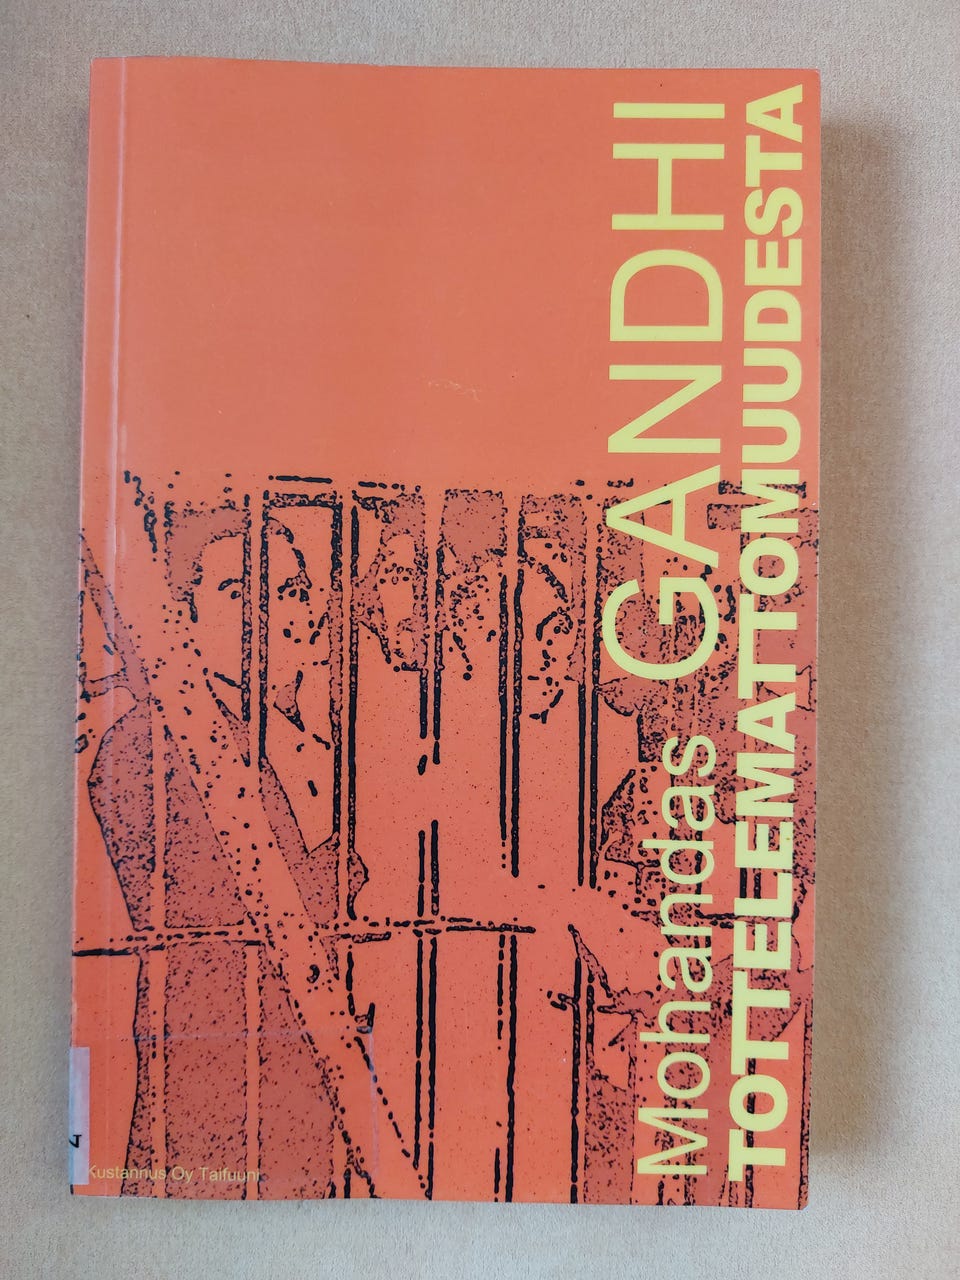 Mohandas GANDHI
TOTTELEMATTOMUUDESTA
Kustannus Oy Taifuuni